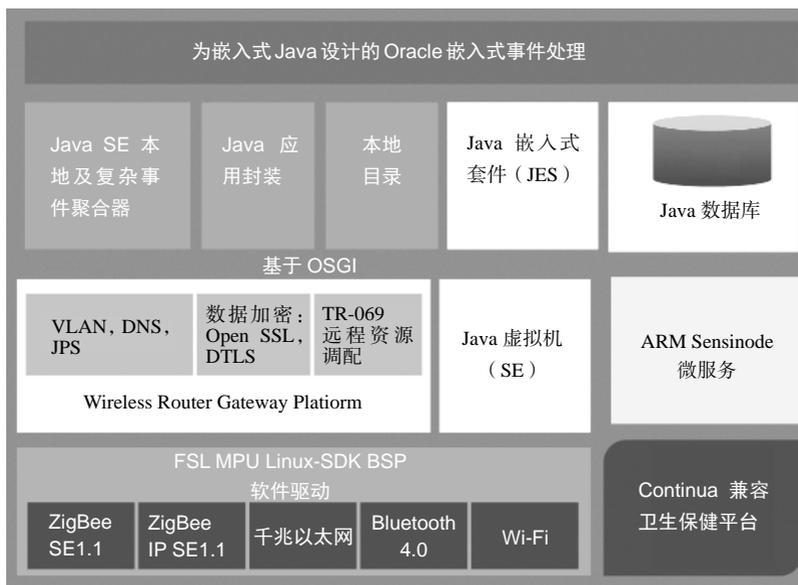 为嵌入式Java设计的Oracle嵌入式事件处理
Java SE 本
地及复杂事
件聚合器
Java 应
用封装
本地
目录
Java 嵌入式
套件（JES）
Java 数据库
基于 OSGI
VLAN, DNS,
JPS
数据加密：
Open SSL,
DTLS
TR-069
远程资源
调配
Wireless Router Gateway Platiorm
Java 虚拟机
（SE）
ARM Sensinode
微服务
FSL MPU Linux-SDK BSP
软件驱动
ZigBee
SE1.1
ZigBee
IP SE1.1
千兆以太网
Bluetooth
4.0
Wi-Fi
Continua 兼容
卫生保健平台